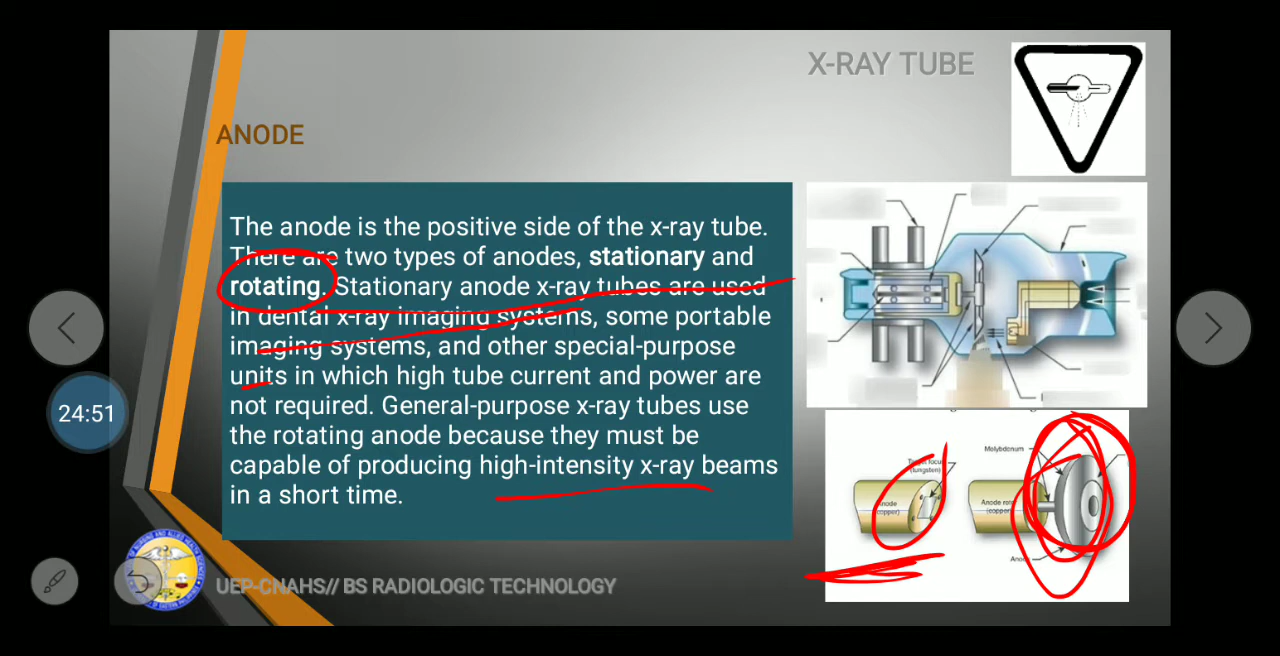 X-RAY TUBE
ANODE
The anode is the positive side of the x-ray tube.
There are two types of anodes, stationary and
rotating. Stationary anode x-ray tubes are used
in dental x-ray imaging systems, some portable
imaging systems, and other special-purpose
units in which high tube current and power are
not required. General-purpose x-ray tubes use
the rotating anode because they must be
capable of producing high-intensity x-ray beams
in a short time.
24:51
Molybdenum
(tungsten)
UEP-CNAHS// BS RADIOLOGIC TECHNOLOGY